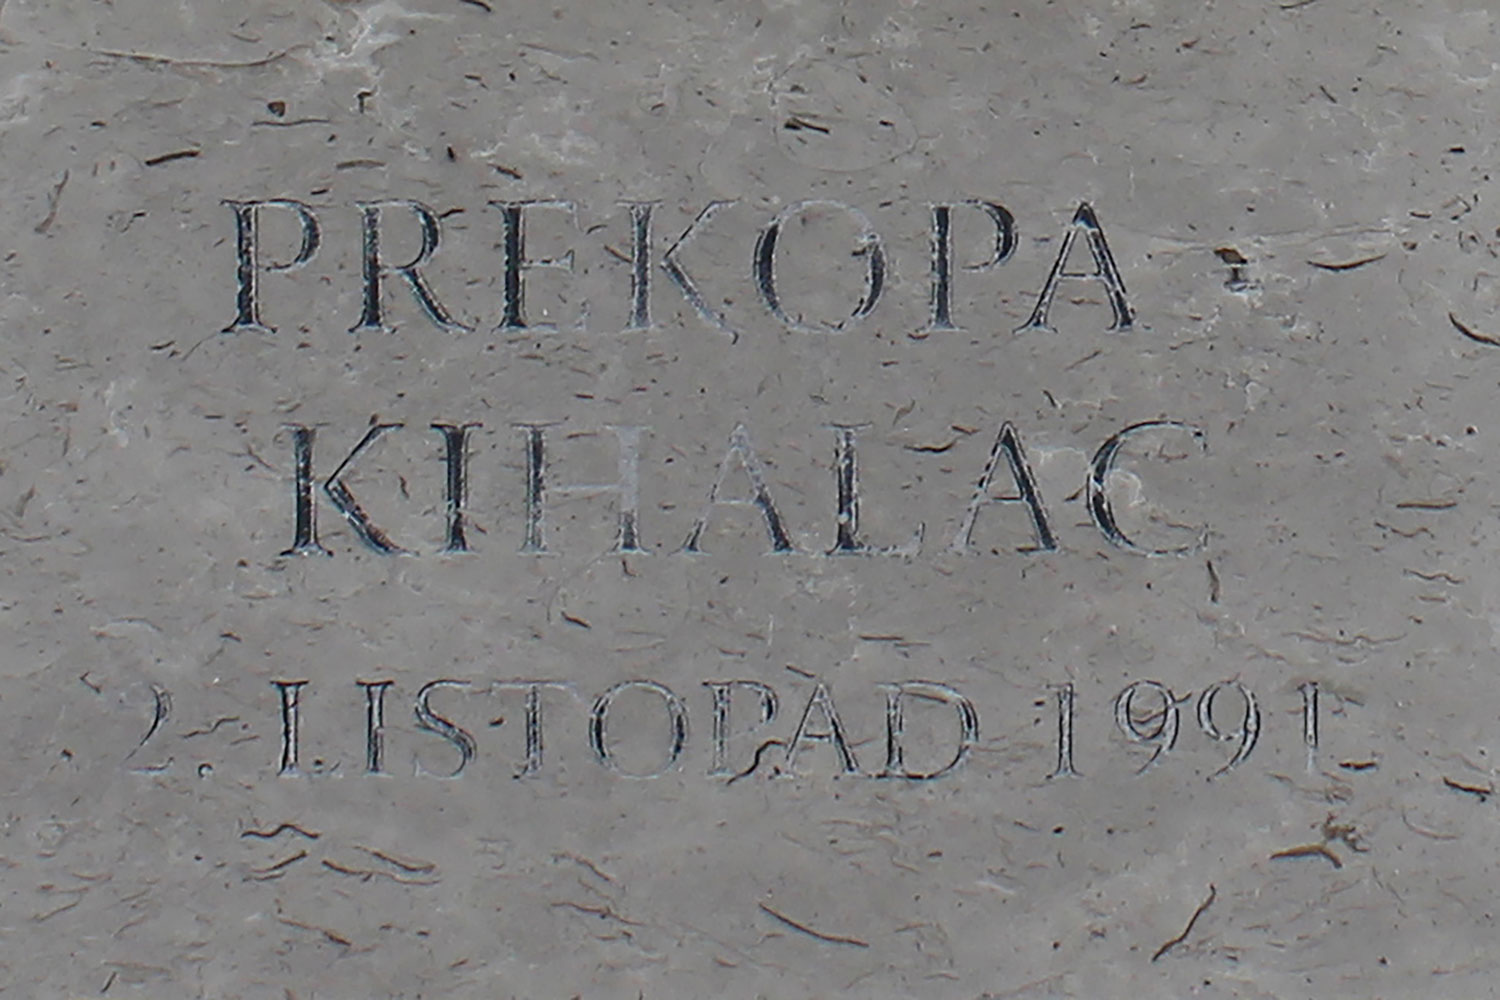 PREKOPA
KIHALAC
2. LISTOPAD 1991.